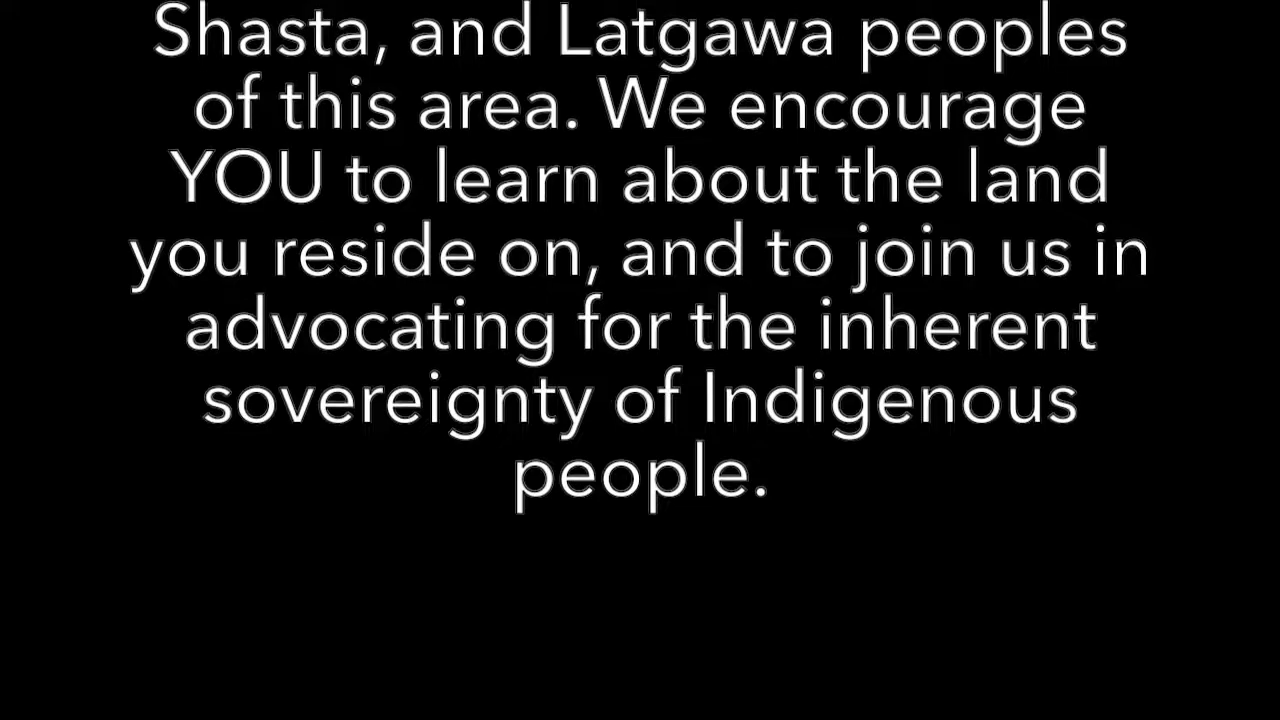 Shasta, and Latgawa peoples
of this area. We encourage
YOU to learn about the land
you reside on, and to join us in
advocating for the inherent
sovereignty of Indigenous
people.